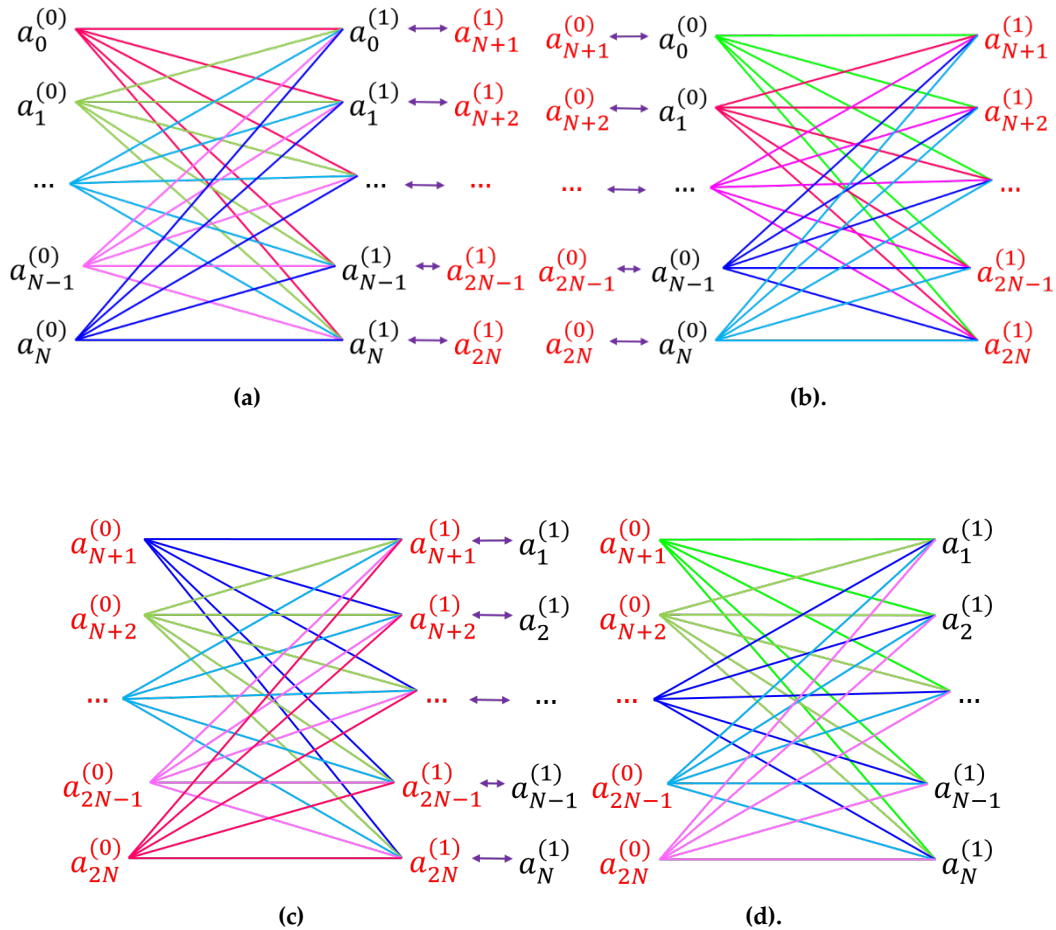 a_0^{(0)} a_0^{(1)} ↔ a_{N+1}^{(1)} a_{N+1}^{(0)} ↔ a_0^{(0)} a_{N+1}^{(1)}
a_1^{(0)} a_1^{(1)} ↔ a_{N+2}^{(1)} a_{N+2}^{(0)} ↔ a_1^{(0)} a_{N+2}^{(1)}
... ... ↔ ... ... ↔ ... ...
a_{N-1}^{(0)} a_{N-1}^{(1)} ↔ a_{2N-1}^{(1)} a_{2N-1}^{(0)} ↔ a_{N-1}^{(0)} a_{2N-1}^{(1)}
a_N^{(0)} a_N^{(1)} ↔ a_{2N}^{(1)} a_{2N}^{(0)} ↔ a_N^{(0)} a_{2N}^{(1)}
(a) (b).
a_{N+1}^{(0)} a_{N+1}^{(1)} ↔ a_1^{(1)} a_{N+1}^{(0)} a_1^{(1)}
a_{N+2}^{(0)} a_{N+2}^{(1)} ↔ a_2^{(1)} a_{N+2}^{(0)} a_2^{(1)}
... ... ↔ ... ... ...
a_{2N-1}^{(0)} a_{2N-1}^{(1)} ↔ a_{N-1}^{(1)} a_{2N-1}^{(0)} a_{N-1}^{(1)}
a_{2N}^{(0)} a_{2N}^{(1)} ↔ a_N^{(1)} a_{2N}^{(0)} a_N^{(1)}
(c) (d).